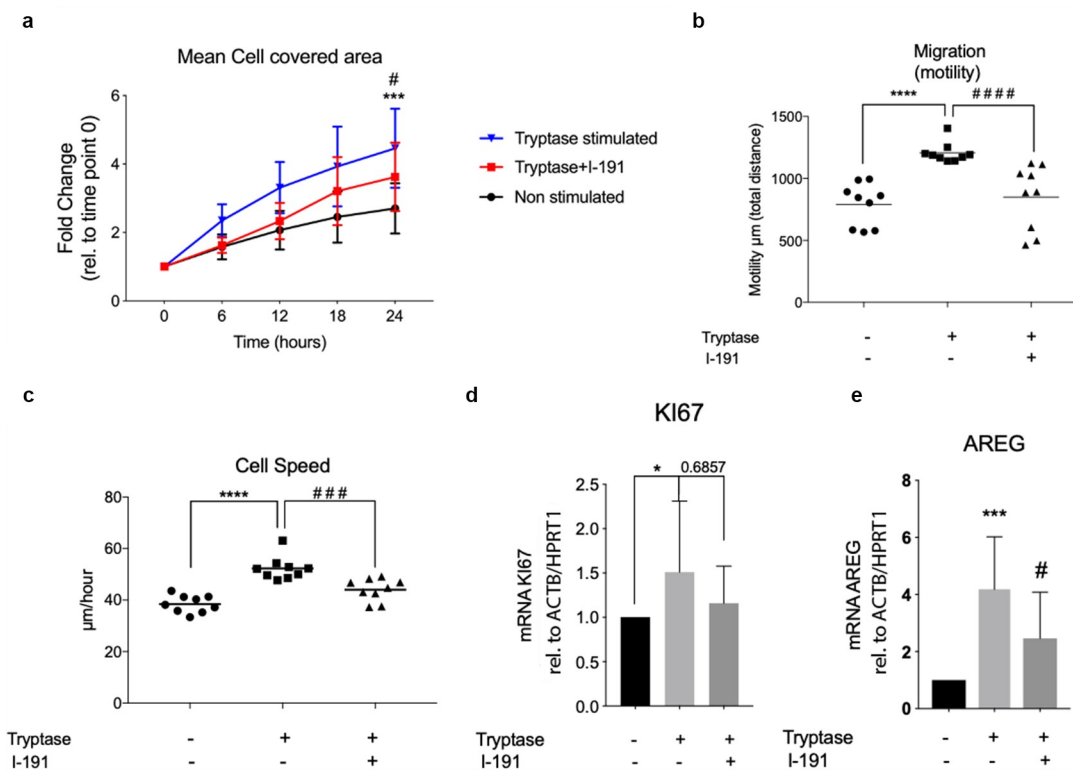 a
Mean Cell covered area
#
***
6
4
2
0
Fold Change
(rel. to time point 0)
0 6 12 18 24
Time (hours)
Tryptase stimulated
Tryptase+I-191
Non stimulated
b
Migration
(motility)
**** ####
1500
1000
500
0
Motility µm (total distance)
Tryptase - + +
I-191 - - +
c
Cell Speed
**** ###
80
60
40
20
0
µm/hour
Tryptase - + +
I-191 - - +
d
KI67
* 0.6857
2.5
2.0
1.5
1.0
0.5
0.0
mRNA KI67
rel. to ACTB/HPRT1
Tryptase - + +
I-191 - - +
e
AREG
***
#
8
6
4
2
0
mRNA AREG
rel. to ACTB/HPRT1
Tryptase - + +
I-191 - - +